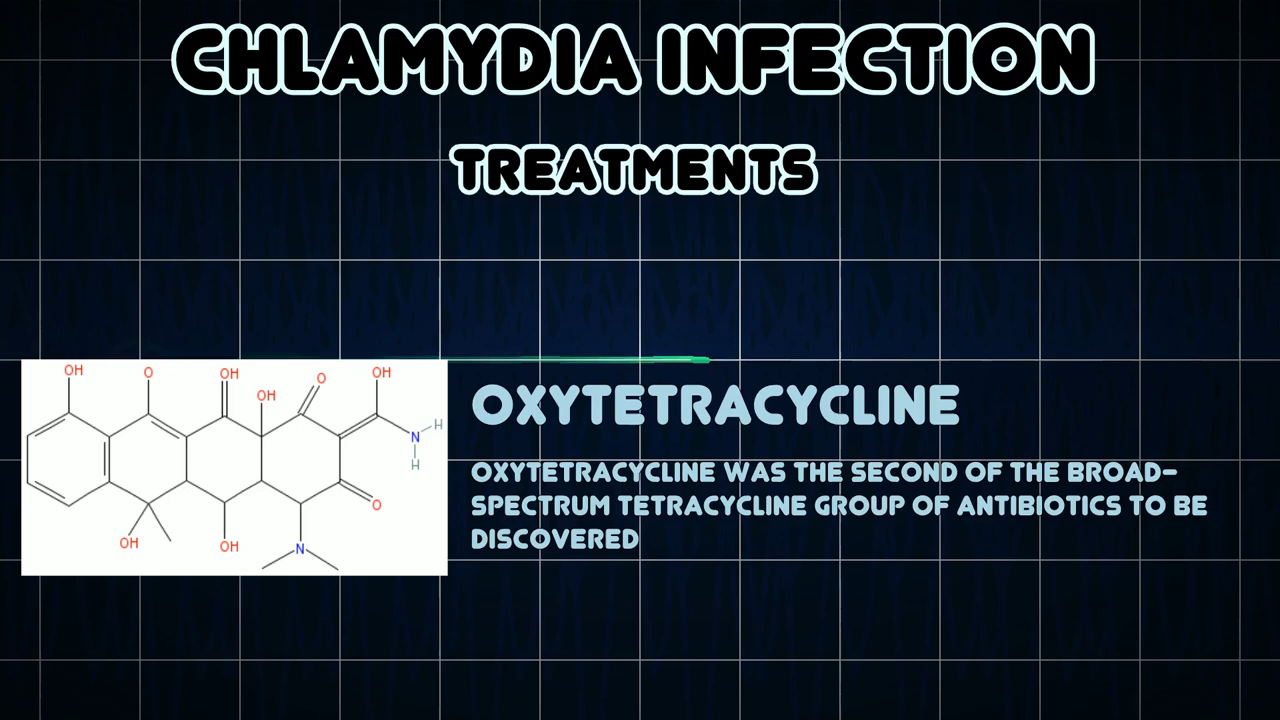 CHLAMYDIA INFECTION
TREATMENTS
OH O OH OH O OH
N H
H
O
OH OH N
OXYTETRACYCLINE
OXYTETRACYCLINE WAS THE SECOND OF THE BROAD-
SPECTRUM TETRACYCLINE GROUP OF ANTIBIOTICS TO BE
DISCOVERED